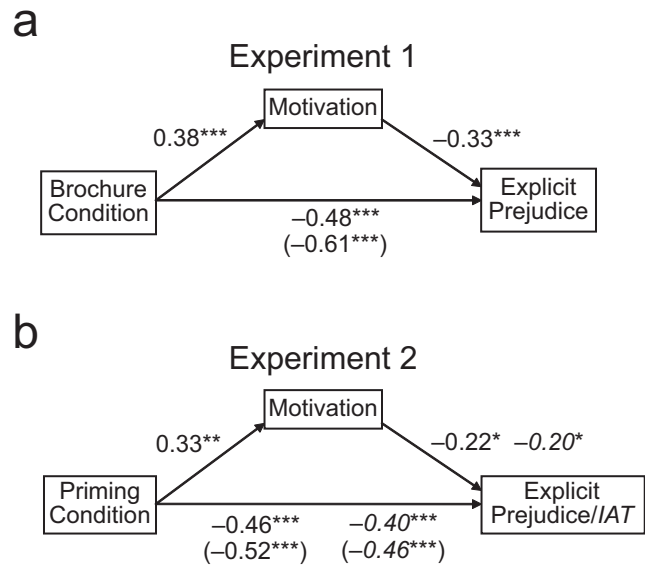 a
Experiment 1
Motivation
0.38***
–0.33***
Brochure
Condition
Explicit
Prejudice
–0.48***
(–0.61***)
b
Experiment 2
Motivation
0.33**
–0.22* –0.20*
Priming
Condition
Explicit
Prejudice/IAT
–0.46*** –0.40***
(–0.52***) (–0.46***)